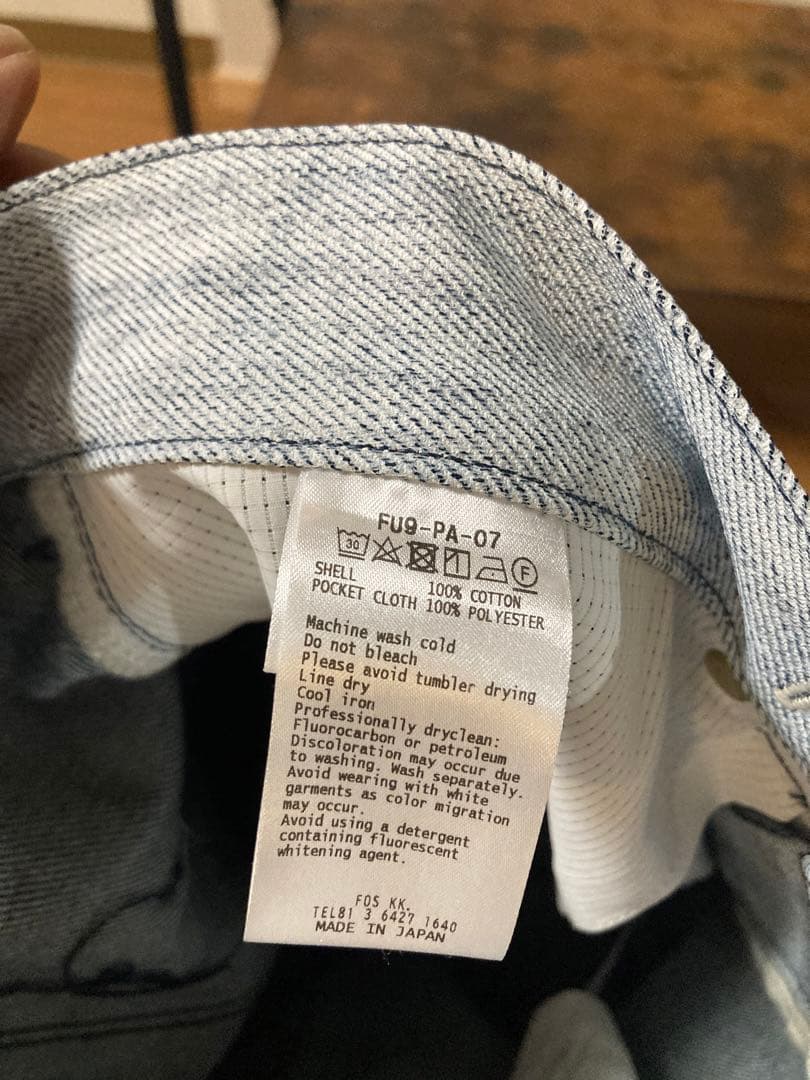 FU9-PA-07
30 F
SHELL 100% COTTON
POCKET CLOTH 100% POLYESTER
Machine wash cold
Do not bleach
Please avoid tumbler drying
Line dry
Cool iron
Professionally dryclean:
Fluorocarbon or petroleum
Discoloration may occur due
to washing. Wash separately.
Avoid wearing with white
garments as color migration
may occur.
Avoid using a detergent
containing fluorescent
whitening agent.
FOS KK.
TEL81 3 6427 1640
MADE IN JAPAN